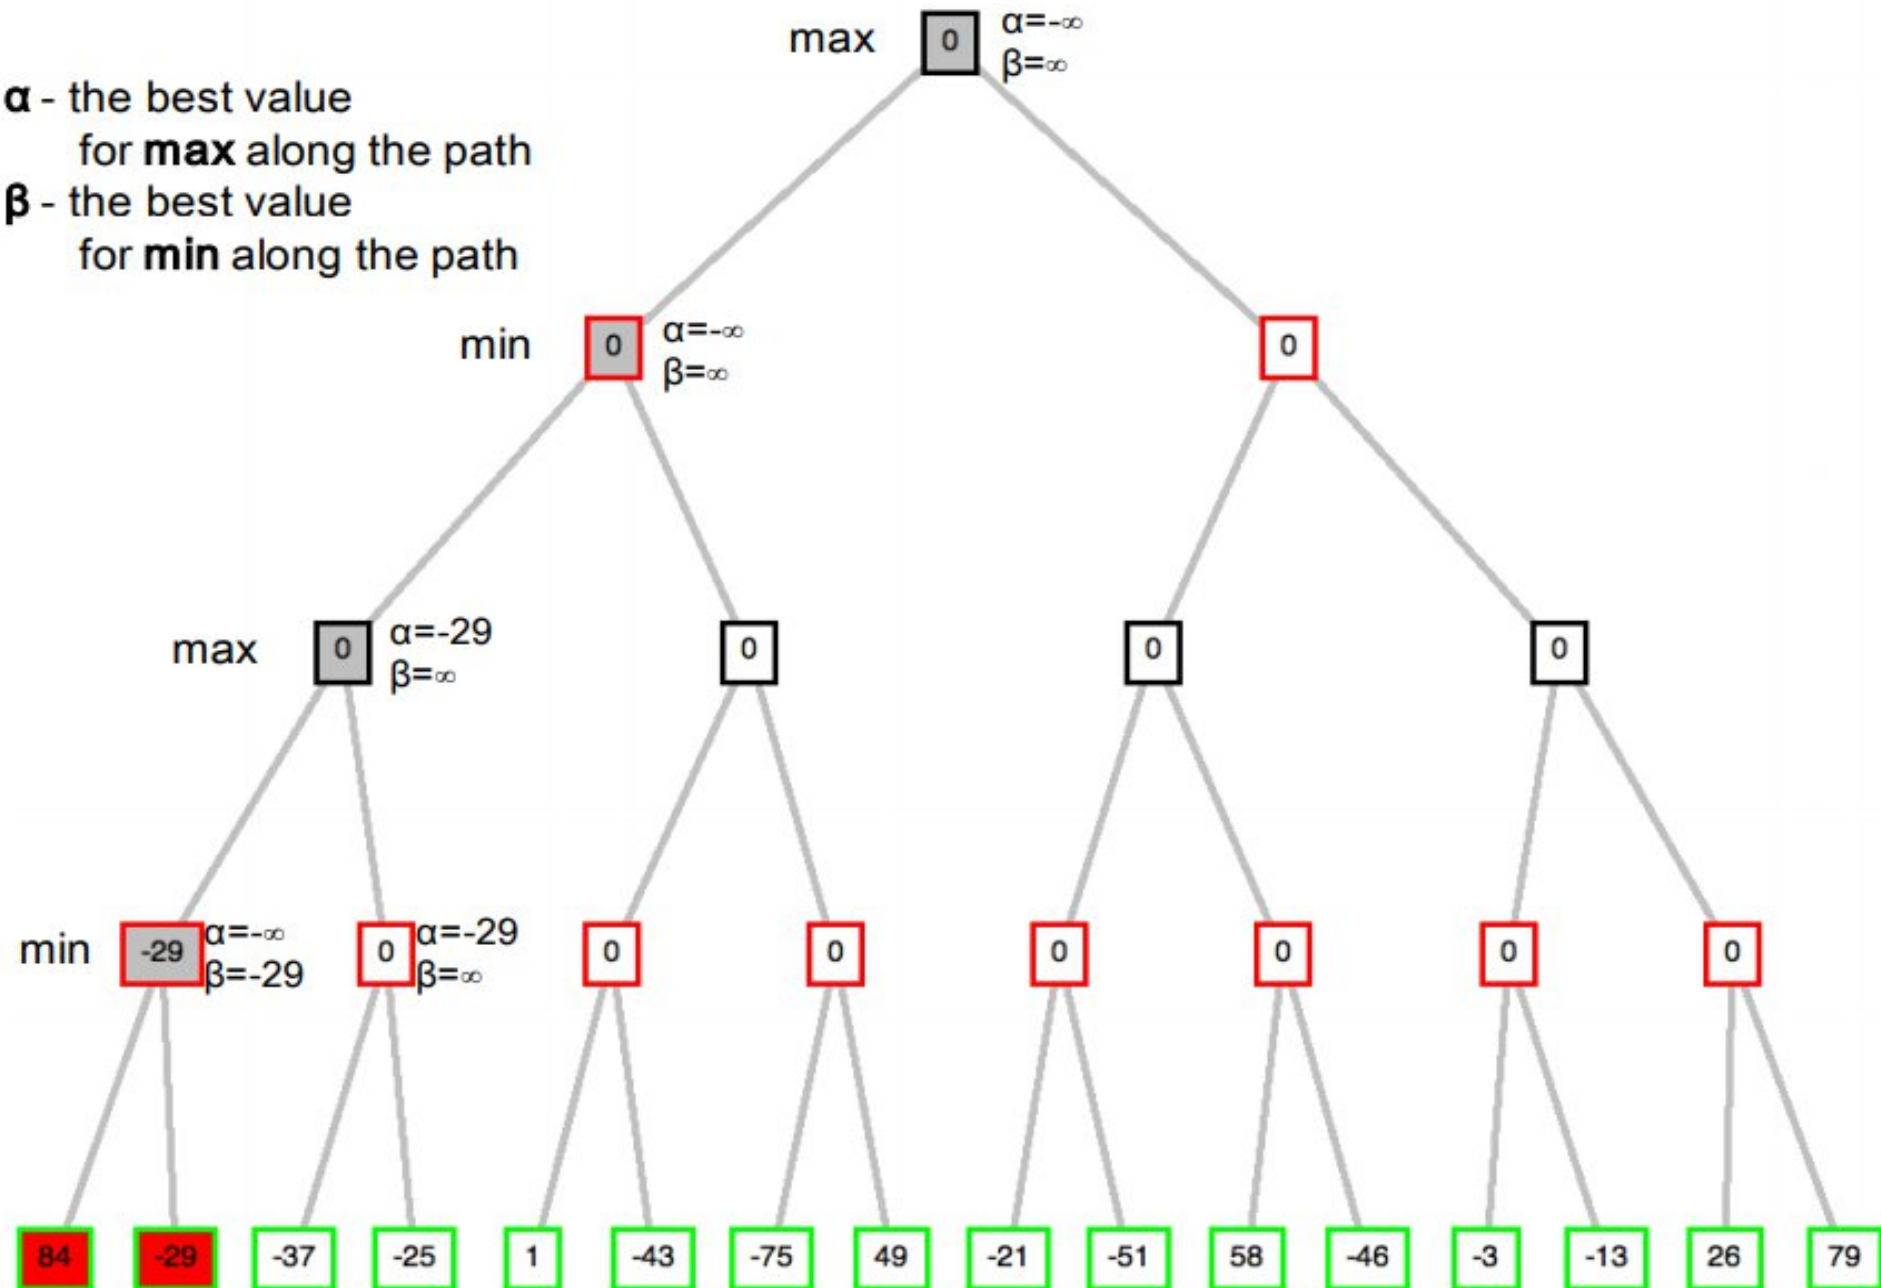 max 0 α=-∞
β=∞
α - the best value
for max along the path
β - the best value
for min along the path
min 0 α=-∞ 0
β=∞
max 0 α=-29 0 0 0
β=∞
min -29 α=-∞ 0 α=-29 0 0 0 0 0 0
β=-29 β=∞
84 -29 -37 -25 1 -43 -75 49 -21 -51 58 -46 -3 -13 26 79